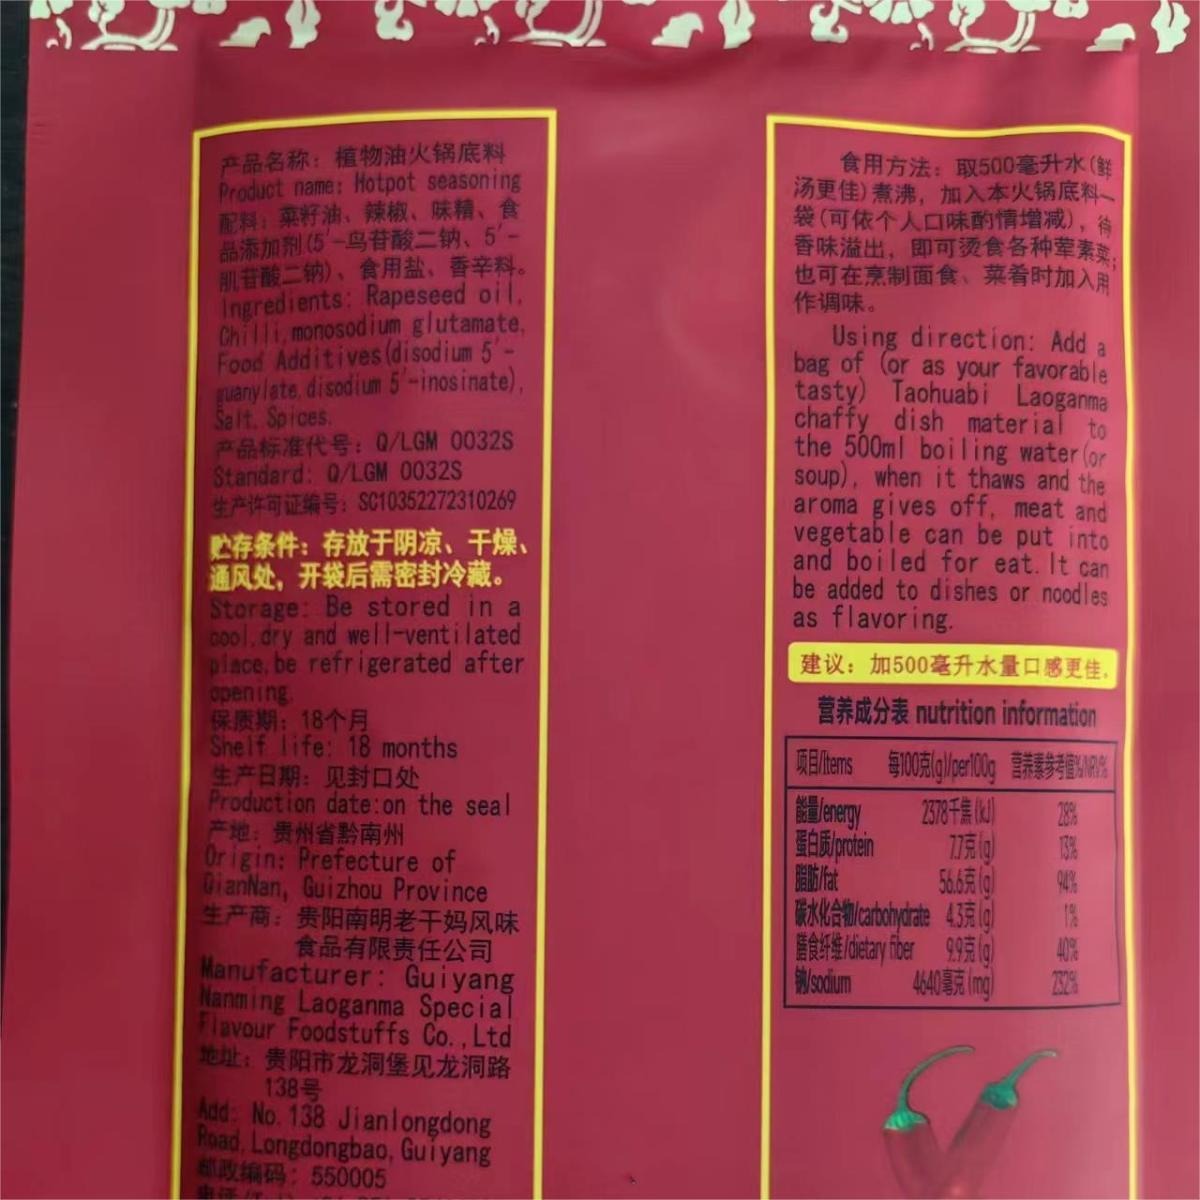 产品名称：植物油火锅底料
Product name: Hotpot seasoning
配料：菜籽油、辣椒、味精、食
品添加剂(5′-鸟苷酸二钠、5′-
肌苷酸二钠)、食用盐、香辛料。
Ingredients: Rapeseed oil,
Chilli, monosodium glutamate,
Food Additives(disodium 5′-
guanylate, disodium 5′-inosinate),
Salt, Spices.
产品标准代号：Q/LGM 0032S
Standard: Q/LGM 0032S
生产许可证编号：SC10352272310269
贮存条件：存放于阴凉、干燥、
通风处，开袋后需密封冷藏。
Storage: Be stored in a
cool,dry and well-ventilated
place,be refrigerated after
opening.
保质期：18个月
Shelf life: 18 months
生产日期：见封口处
Production date:on the seal
产地：贵州省黔南州
Origin: Prefecture of
QianNan, Guizhou Province
生产商：贵阳南明老干妈风味
食品有限责任公司
Manufacturer: Guiyang
Nanming Laoganma Special
Flavour Foodstuffs Co.,Ltd
地址：贵阳市龙洞堡见龙洞路
138号
Add: No.138 Jianlongdong
Road, Longdongbao, Guiyang
邮政编码：550005
食用方法：取500毫升水(鲜
汤更佳)煮沸，加入本火锅底料一
袋(可依个人口味酌情增减)，待
香味溢出，即可烫食各种荤素菜;
也可在烹制面食、菜肴时加入用
作调味。
Using direction: Add a
bag of (or as your favorable
tasty) Taohuabi Laoganma
chaffy dish material to
the 500ml boiling water(or
soup), when it thaws and the
aroma gives off, meat and
vegetable can be put into
and boiled for eat. It can
be added to dishes or noodles
as flavoring.
建议：加500毫升水量口感更佳。
营养成分表 nutrition information
项目/Items 每100克(g)/per100g 营养素参考值%/NRV%
能量/energy 2378千焦(kJ) 28%
蛋白质/protein 7.7克(g) 13%
脂肪/fat 56.6克(g) 94%
碳水化合物/carbohydrate 4.3克(g) 1%
膳食纤维/dietary fiber 9.9克(g) 40%
钠/sodium 4640毫克(mg) 232%